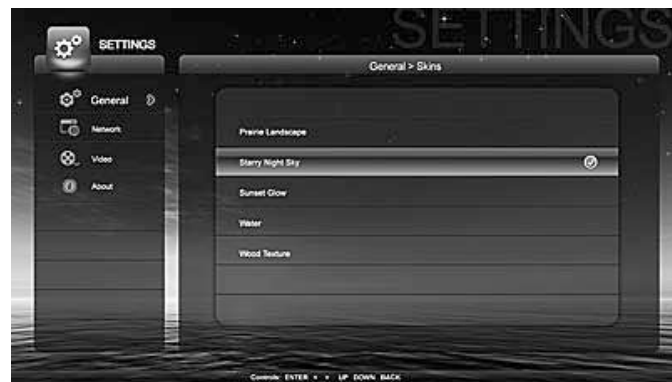 SETTINGS
SETTINGS
General > Skins
General
Network
Video
About
Prairie Landscape
Starry Night Sky
Sunset Glow
Water
Wood Texture
Controls: ENTER UP DOWN BACK